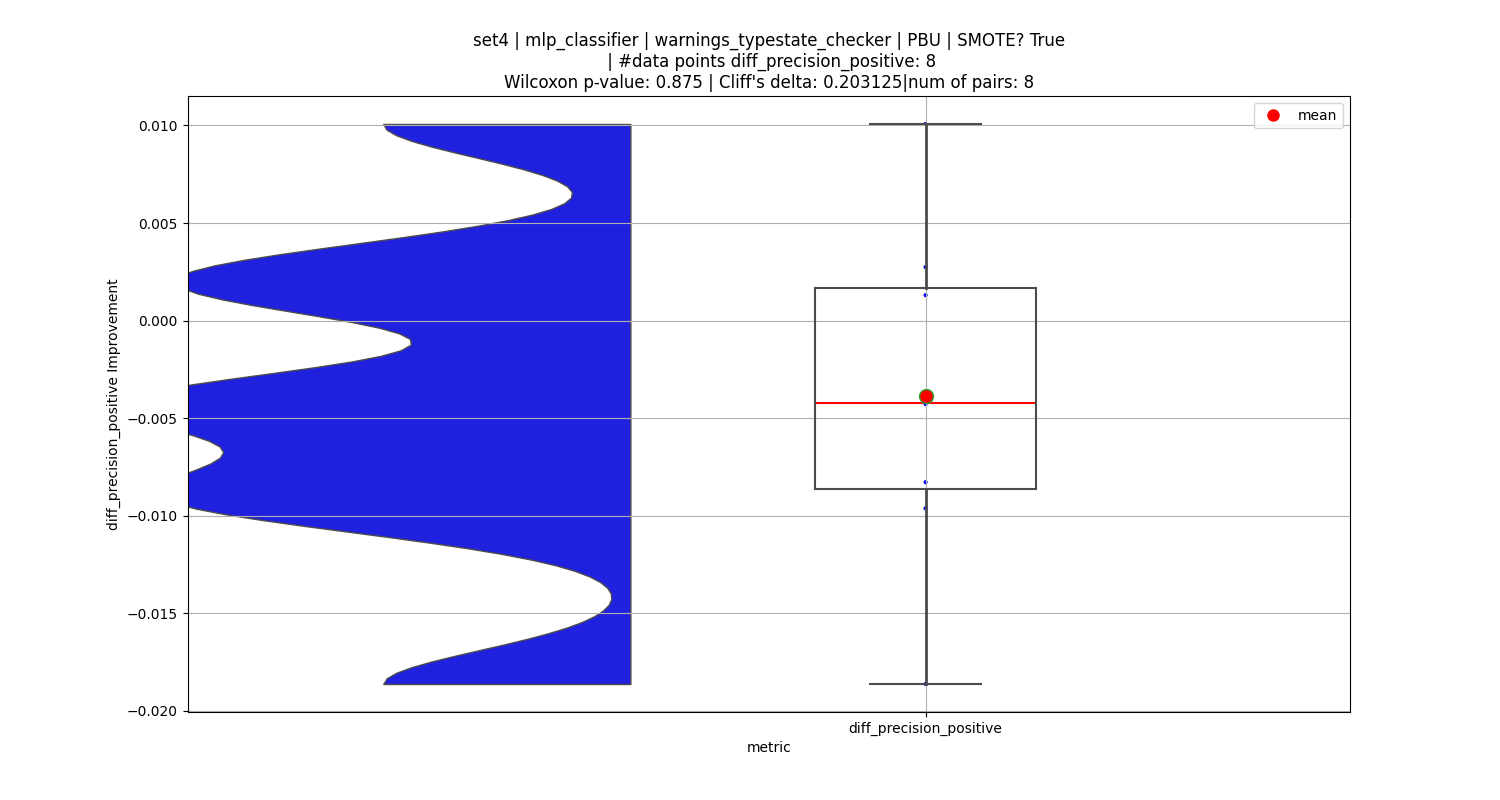 set4 | mlp_classifier | warnings_typestate_checker | PBU | SMOTE? True
| #data points diff_precision_positive: 8
Wilcoxon p-value: 0.875 | Cliff's delta: 0.203125|num of pairs: 8
mean
0.010
0.005
0.000
−0.005
−0.010
−0.015
−0.020
diff_precision_positive Improvement
diff_precision_positive
metric